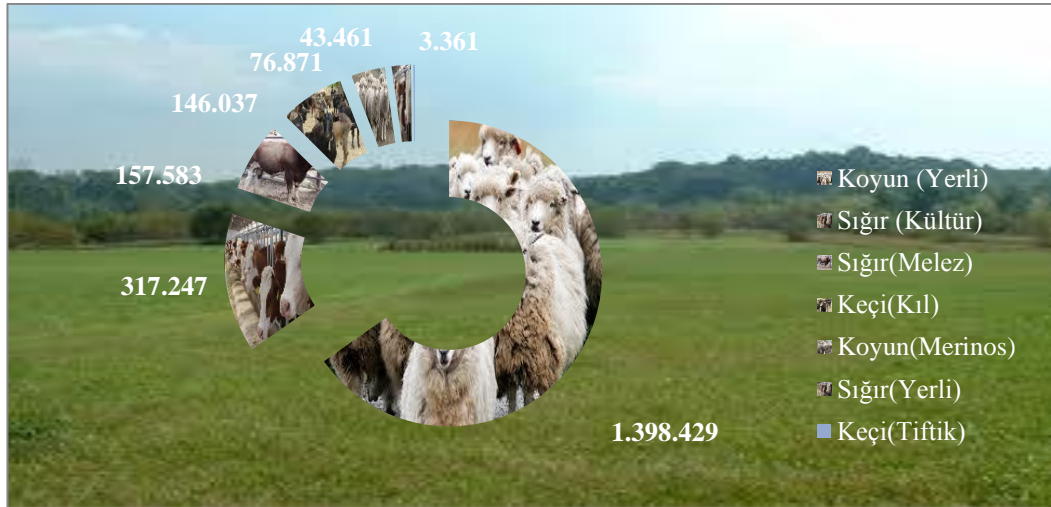 43.461
3.361
76.871
146.037
157.583
317.247
1.398.429
Koyun (Yerli)
Sığır (Kültür)
Sığır(Melez)
Keçi(Kıl)
Koyun(Merinos)
Sığır(Yerli)
Keçi(Tiftik)